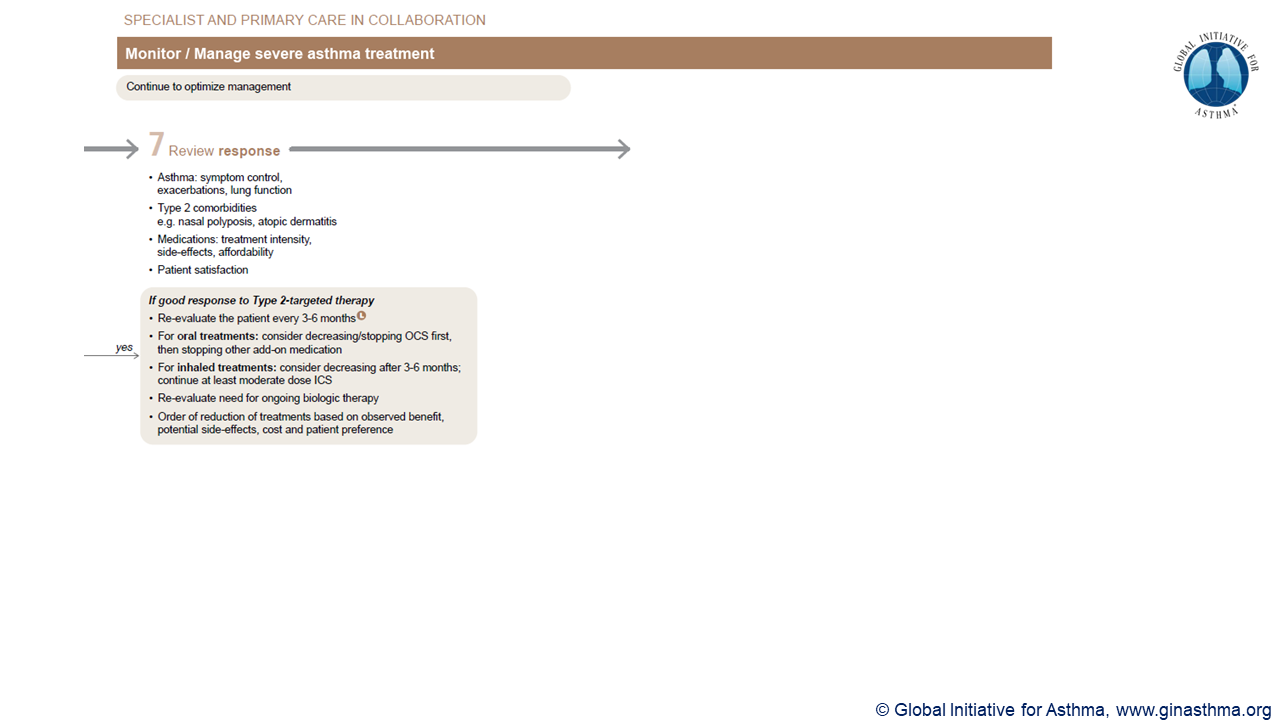 SPECIALIST AND PRIMARY CARE IN COLLABORATION
Monitor / Manage severe asthma treatment
GLOBAL INITIATIVE FOR
ASTHMA
Continue to optimize management
7 Review response
• Asthma: symptom control,
exacerbations, lung function
• Type 2 comorbidities
e.g. nasal polyposis, atopic dermatitis
• Medications: treatment intensity,
side-effects, affordability
• Patient satisfaction
yes
If good response to Type 2-targeted therapy
• Re-evaluate the patient every 3-6 months L
• For oral treatments: consider decreasing/stopping OCS first,
then stopping other add-on medication
• For inhaled treatments: consider decreasing after 3-6 months;
continue at least moderate dose ICS
• Re-evaluate need for ongoing biologic therapy
• Order of reduction of treatments based on observed benefit,
potential side-effects, cost and patient preference
© Global Initiative for Asthma, www.ginasthma.org